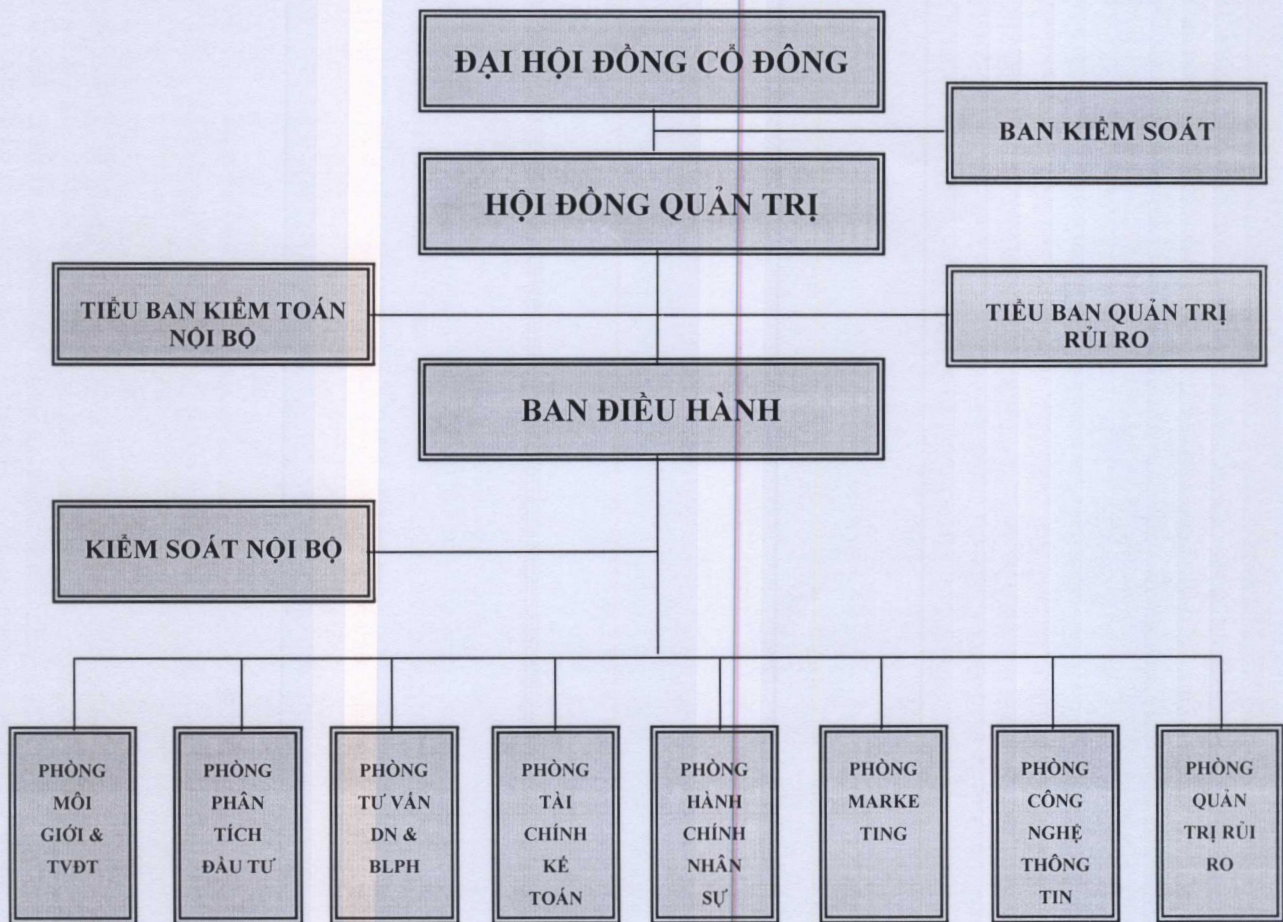 ĐẠI HỘI ĐỒNG CỔ ĐÔNG
BAN KIỂM SOÁT
HỘI ĐỒNG QUẢN TRỊ
TIỂU BAN KIỂM TOÁN
NỘI BỘ
TIỂU BAN QUẢN TRỊ
RỦI RO
BAN ĐIỀU HÀNH
KIỂM SOÁT NỘI BỘ
PHÒNG
MÔI
GIỚI &
TVĐT
PHÒNG
PHÂN
TÍCH
ĐẦU TƯ
PHÒNG
TƯ VẤN
DN &
BLPH
PHÒNG
TÀI
CHÍNH
KẾ
TOÁN
PHÒNG
HÀNH
CHÍNH
NHÂN
SỰ
PHÒNG
MARKE
TING
PHÒNG
CÔNG
NGHỆ
THÔNG
TIN
PHÒNG
QUẢN
TRỊ RỦI
RO